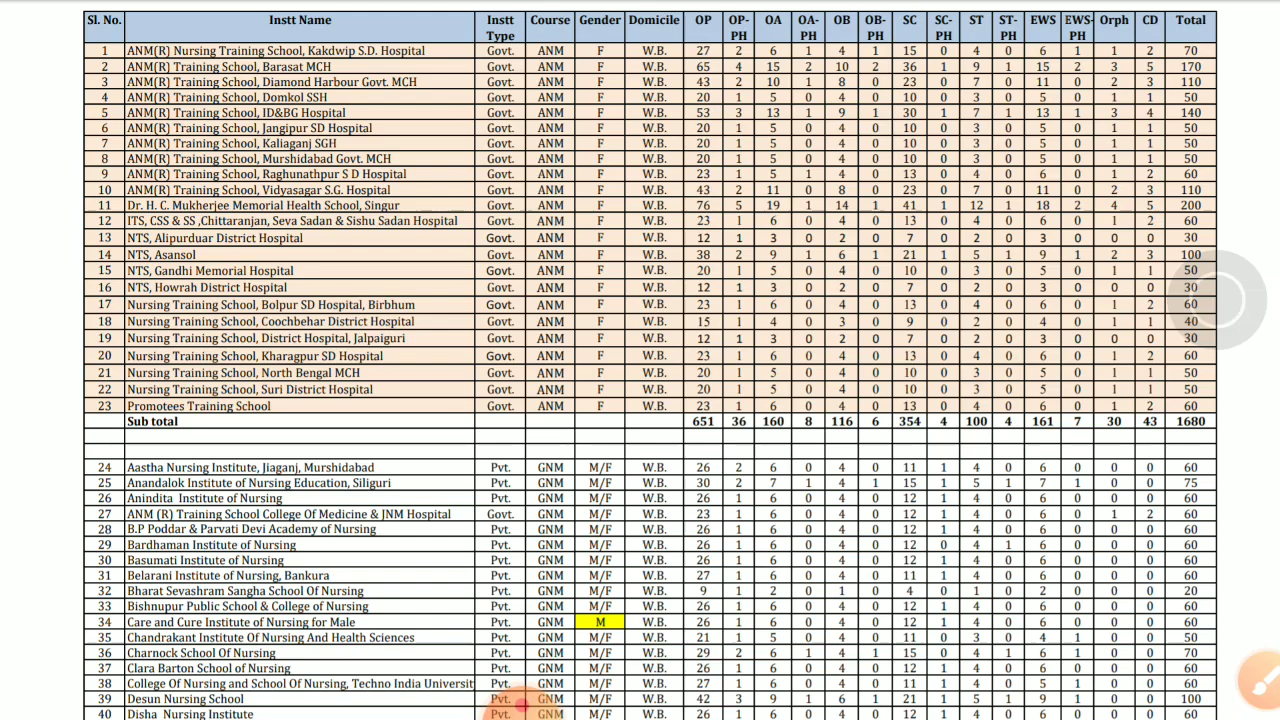 Sl. No. Instt Name Instt Type Course Gender Domicile OP OP-PH OA OA-PH OB OB-PH SC SC-PH ST ST-PH EWS EWS-PH Orph CD Total
1 ANM(R) Nursing Training School, Kakdwip S.D. Hospital Govt. ANM F W.B. 27 2 6 1 4 1 15 0 4 0 6 1 1 2 70
2 ANM(R) Training School, Barasat MCH Govt. ANM F W.B. 65 4 15 2 10 2 36 1 9 1 15 2 3 5 170
3 ANM(R) Training School, Diamond Harbour Govt. MCH Govt. ANM F W.B. 43 2 10 1 8 0 23 0 7 0 11 0 2 3 110
4 ANM(R) Training School, Domkol SSH Govt. ANM F W.B. 20 1 5 0 4 0 10 0 3 0 5 0 1 1 50
5 ANM(R) Training School, ID&BG Hospital Govt. ANM F W.B. 53 3 13 1 9 1 30 1 7 1 13 1 3 4 140
6 ANM(R) Training School, Jangipur SD Hospital Govt. ANM F W.B. 20 1 5 0 4 0 10 0 3 0 5 0 1 1 50
7 ANM(R) Training School, Kaliaganj SGH Govt. ANM F W.B. 20 1 5 0 4 0 10 0 3 0 5 0 1 1 50
8 ANM(R) Training School, Murshidabad Govt. MCH Govt. ANM F W.B. 20 1 5 0 4 0 10 0 3 0 5 0 1 1 50
9 ANM(R) Training School, Raghunathpur S D Hospital Govt. ANM F W.B. 23 1 5 1 4 0 13 0 4 0 6 0 1 2 60
10 ANM(R) Training School, Vidyasagar S.G. Hospital Govt. ANM F W.B. 43 2 11 0 8 0 23 0 7 0 11 0 2 3 110
11 Dr. H. C. Mukherjee Memorial Health School, Singur Govt. ANM F W.B. 76 5 19 1 14 1 41 1 12 1 18 2 4 5 200
12 ITS, CSS & SS ,Chittaranjan, Seva Sadan & Sishu Sadan Hospital Govt. ANM F W.B. 23 1 6 0 4 0 13 0 4 0 6 0 1 2 60
13 NTS, Alipurduar District Hospital Govt. ANM F W.B. 12 1 3 0 2 0 7 0 2 0 3 0 0 0 30
14 NTS, Asansol Govt. ANM F W.B. 38 2 9 1 6 1 21 1 5 1 9 1 2 3 100
15 NTS, Gandhi Memorial Hospital Govt. ANM F W.B. 20 1 5 0 4 0 10 0 3 0 5 0 1 1 50
16 NTS, Howrah District Hospital Govt. ANM F W.B. 12 1 3 0 2 0 7 0 2 0 3 0 0 0 30
17 Nursing Training School, Bolpur SD Hospital, Birbhum Govt. ANM F W.B. 23 1 6 0 4 0 13 0 4 0 6 0 1 2 60
18 Nursing Training School, Coochbehar District Hospital Govt. ANM F W.B. 15 1 4 0 3 0 9 0 2 0 4 0 1 1 40
19 Nursing Training School, District Hospital, Jalpaiguri Govt. ANM F W.B. 12 1 3 0 2 0 7 0 2 0 3 0 0 0 30
20 Nursing Training School, Kharagpur SD Hospital Govt. ANM F W.B. 23 1 6 0 4 0 13 0 4 0 6 0 1 2 60
21 Nursing Training School, North Bengal MCH Govt. ANM F W.B. 20 1 5 0 4 0 10 0 3 0 5 0 1 1 50
22 Nursing Training School, Suri District Hospital Govt. ANM F W.B. 20 1 5 0 4 0 10 0 3 0 5 0 1 1 50
23 Promotees Training School Govt. ANM F W.B. 23 1 6 0 4 0 13 0 4 0 6 0 1 2 60
Sub total 651 36 160 8 116 6 354 4 100 4 161 7 30 43 1680
24 Aastha Nursing Institute, Jiaganj, Murshidabad Pvt. GNM M/F W.B. 26 2 6 0 4 0 11 1 4 0 6 0 0 0 60
25 Anandalok Institute of Nursing Education, Siliguri Pvt. GNM M/F W.B. 30 2 7 1 4 1 15 1 5 1 7 1 0 0 75
26 Anindita Institute of Nursing Pvt. GNM M/F W.B. 26 1 6 0 4 0 12 1 4 0 6 0 0 0 60
27 ANM (R) Training School College Of Medicine & JNM Hospital Govt. GNM M/F W.B. 23 1 6 0 4 0 12 1 4 0 6 0 1 2 60
28 B.P Poddar & Parvati Devi Academy of Nursing Pvt. GNM M/F W.B. 26 1 6 0 4 0 12 1 4 0 6 0 0 0 60
29 Bardhaman Institute of Nursing Pvt. GNM M/F W.B. 26 1 6 0 4 0 12 0 4 1 6 0 0 0 60
30 Basumati Institute of Nursing Pvt. GNM M/F W.B. 26 1 6 0 4 0 12 1 4 0 6 0 0 0 60
31 Belarani Institute of Nursing, Bankura Pvt. GNM M/F W.B. 27 1 6 0 4 0 11 1 4 0 6 0 0 0 60
32 Bharat Sevashram Sangha School Of Nursing Pvt. GNM M/F W.B. 9 1 2 0 1 0 4 0 1 0 2 0 0 0 20
33 Bishnupur Public School & College of Nursing Pvt. GNM M/F W.B. 26 1 6 0 4 0 12 1 4 0 6 0 0 0 60
34 Care and Cure Institute of Nursing for Male Pvt. GNM M W.B. 26 1 6 0 4 0 12 1 4 0 6 0 0 0 60
35 Chandrakant Institute Of Nursing And Health Sciences Pvt. GNM M/F W.B. 21 1 5 0 4 0 11 0 3 0 4 1 0 0 50
36 Charnock School Of Nursing Pvt. GNM M/F W.B. 29 2 6 1 4 1 15 0 4 1 6 1 0 0 70
37 Clara Barton School of Nursing Pvt. GNM M/F W.B. 26 1 6 0 4 0 12 1 4 0 6 0 0 0 60
38 College Of Nursing and School Of Nursing, Techno India Universit Pvt. GNM M/F W.B. 27 1 6 0 4 0 11 1 4 0 5 1 0 0 60
39 Desun Nursing School Pvt. GNM M/F W.B. 42 3 9 1 6 1 21 1 5 1 9 1 0 0 100
40 Disha Nursing Institute Pvt. GNM M/F W.B. 26 1 6 0 4 0 12 1 4 0 6 0 0 0 60